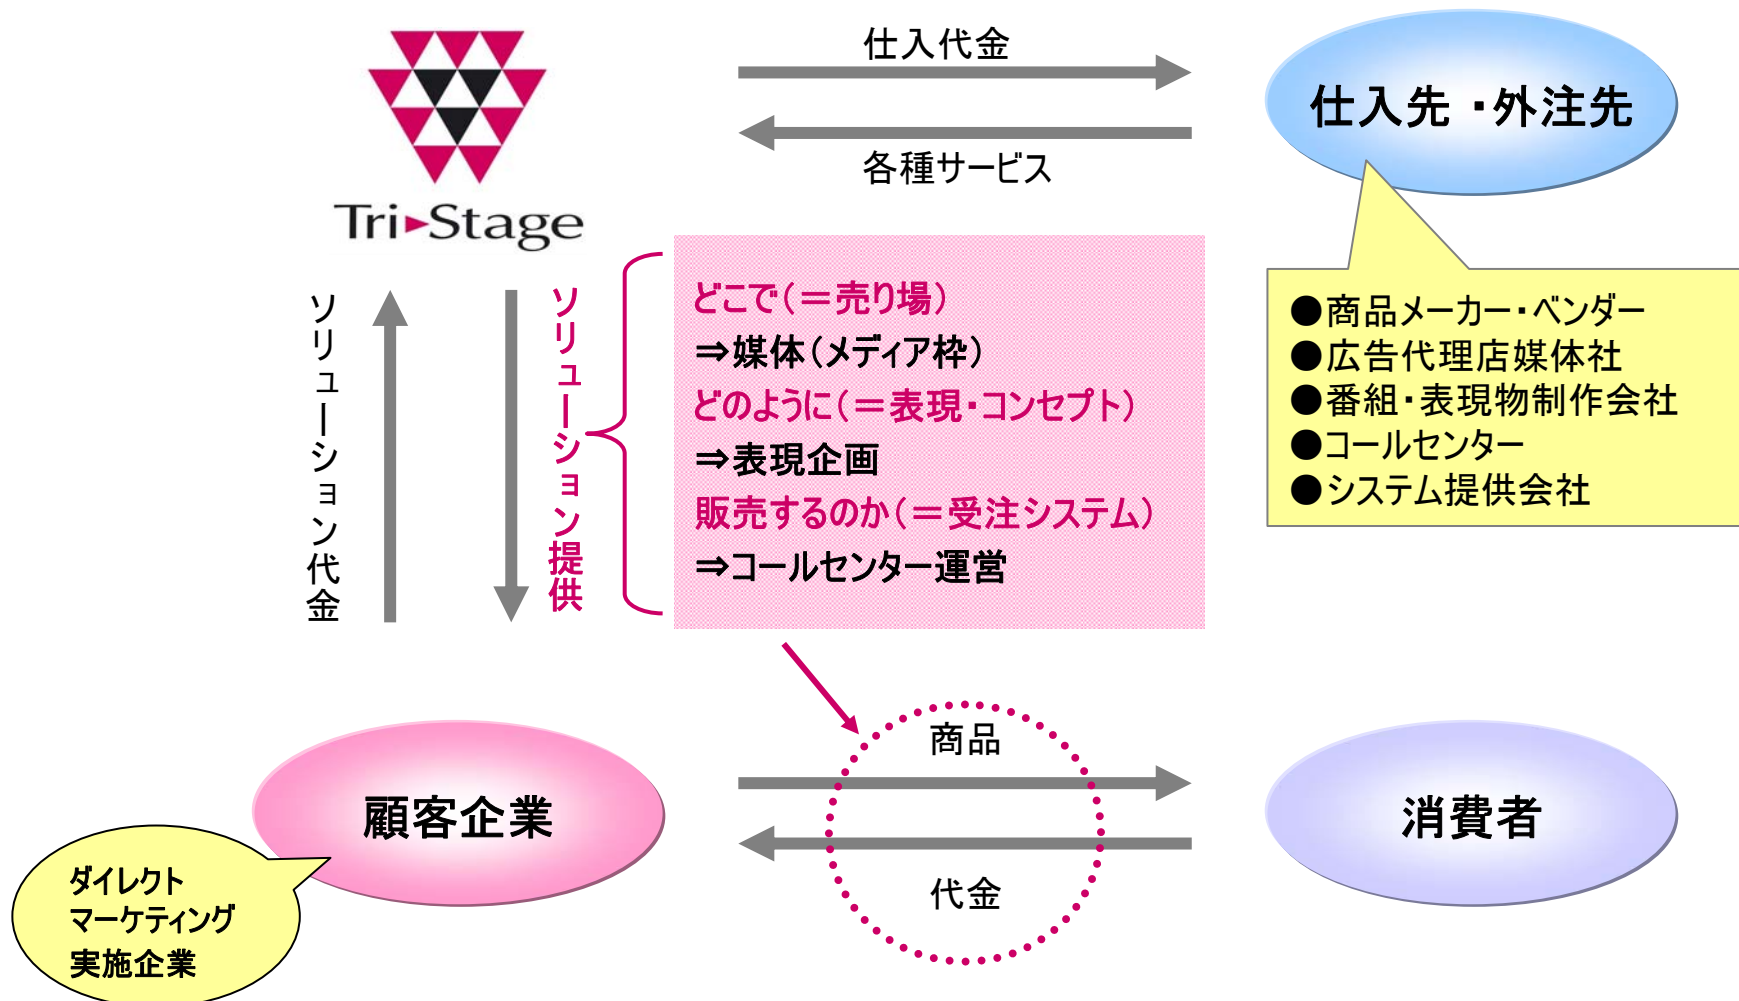 仕入代金
仕入先・外注先
各種サービス
Tri▸Stage
ソリューション代金
ソリューション提供
どこで(＝売り場)
⇒媒体(メディア枠)
どのように(＝表現・コンセプト)
⇒表現企画
販売するのか(＝受注システム)
⇒コールセンター運営
●商品メーカー・ベンダー
●広告代理店媒体社
●番組・表現物制作会社
●コールセンター
●システム提供会社
商品
顧客企業
消費者
代金
ダイレクト
マーケティング
実施企業